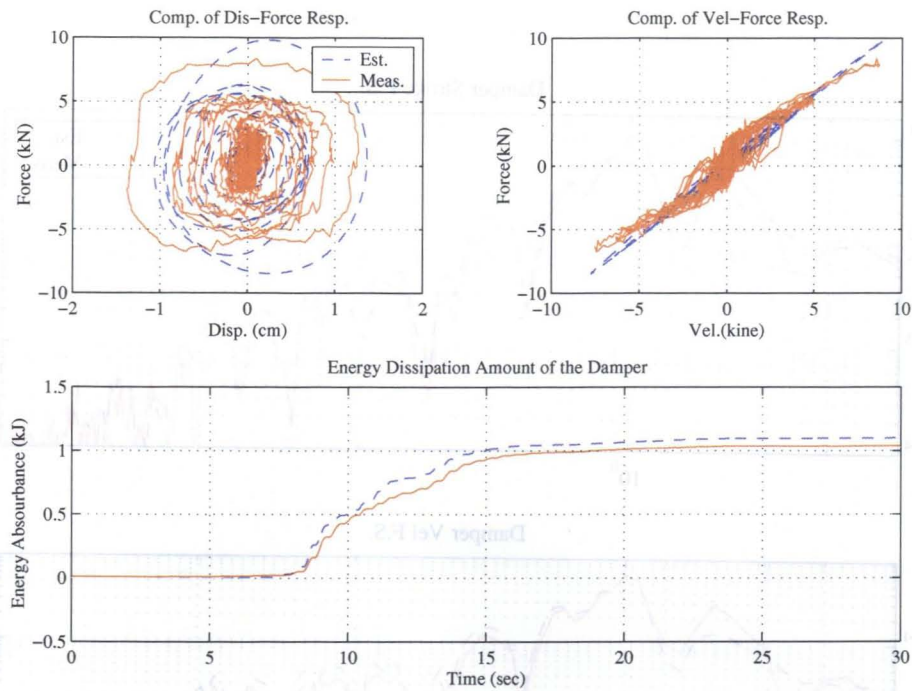 Comp. of Dis-Force Resp.
10
5
0
-5
-10
Force (kN)
-2
-1
0
1
2
Disp. (cm)
Est.
Meas.
Comp. of Vel-Force Resp.
10
5
0
-5
-10
Force(kN)
-10
-5
0
5
10
Vel.(kine)
Energy Dissipation Amount of the Damper
1.5
1
0.5
0
-0.5
Energy Absourbance (kJ)
0
5
10
15
20
25
30
Time (sec)
Damper Vel F.S